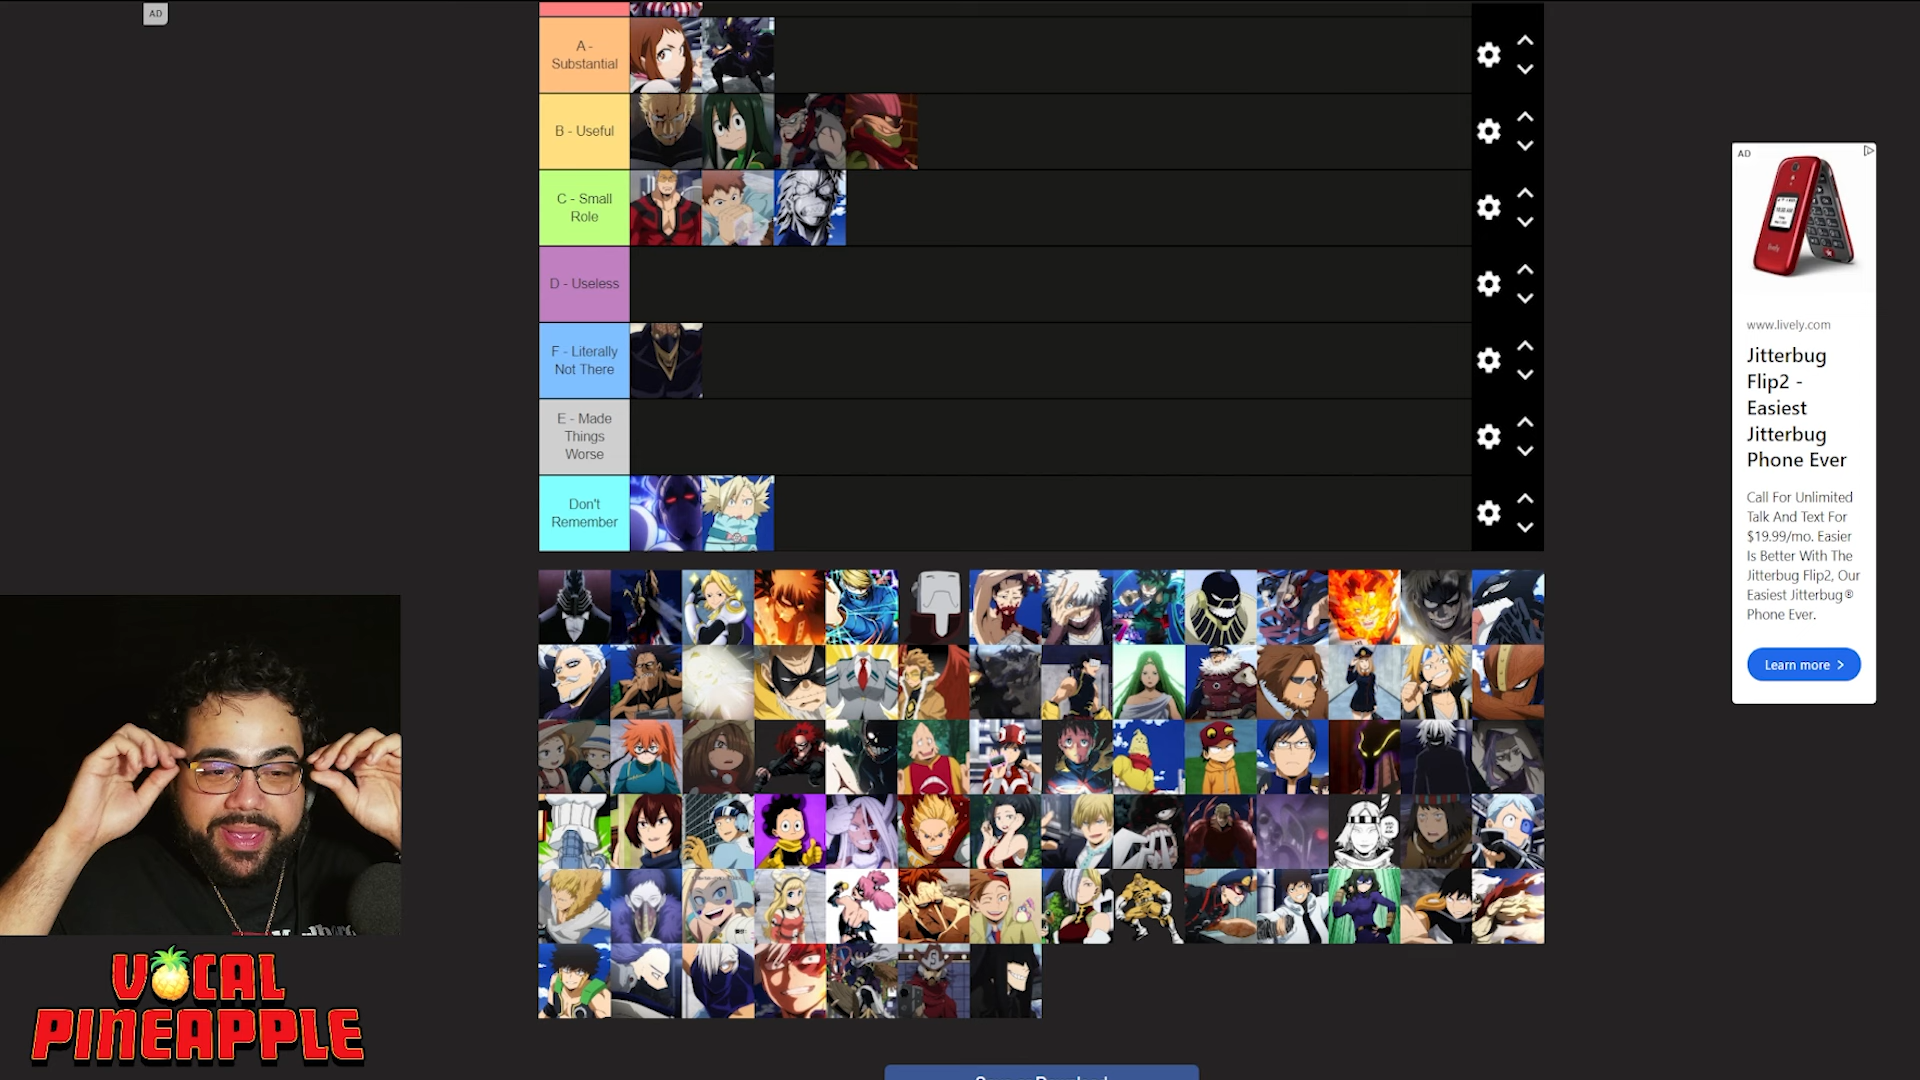 AD
A -
Substantial
B - Useful
C - Small
Role
D - Useless
F - Literally
Not There
E - Made
Things
Worse
Don't
Remember
AD
www.lively.com
Jitterbug
Flip2 -
Easiest
Jitterbug
Phone Ever
Call For Unlimited
Talk And Text For
$19.99/mo. Easier
Is Better With The
Jitterbug Flip2, Our
Easiest Jitterbug®
Phone Ever.
Learn more
VOCAL
PINEAPPLE